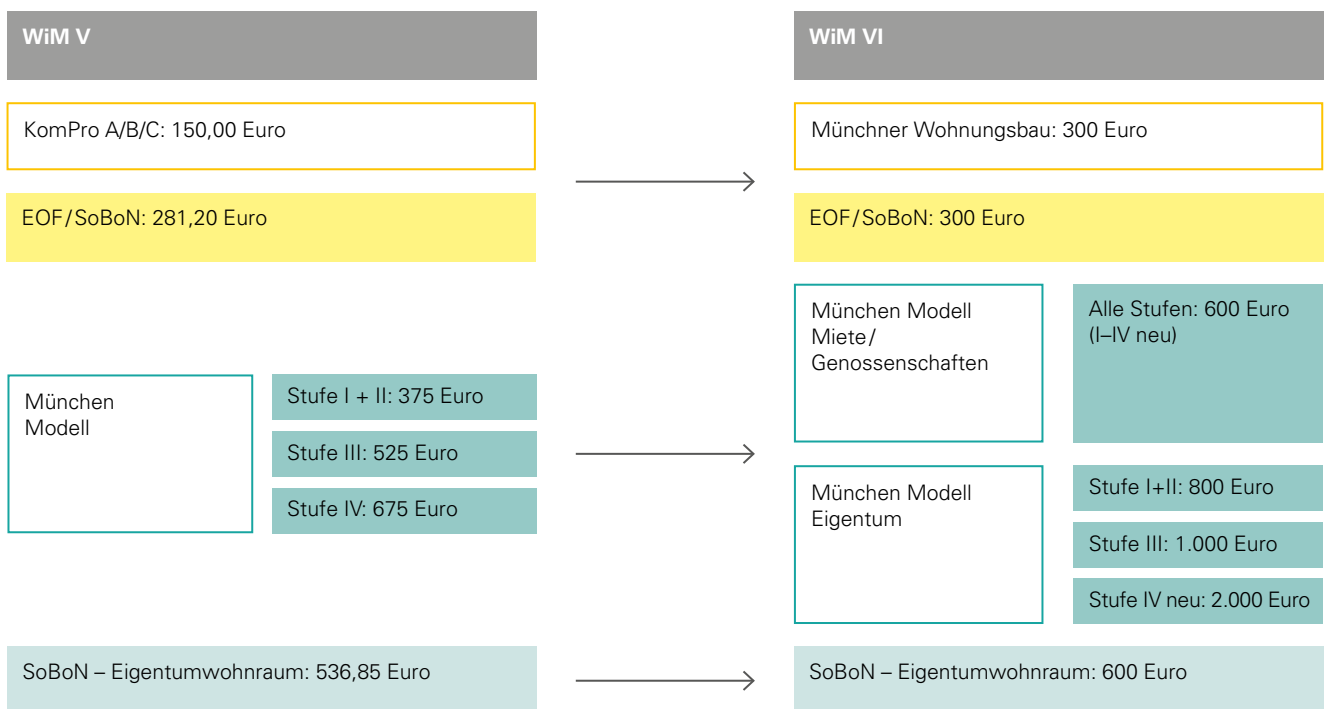 WiM V
KomPro A/B/C: 150,00 Euro
EOF/SoBoN: 281,20 Euro
München
Modell
Stufe I + II: 375 Euro
Stufe III: 525 Euro
Stufe IV: 675 Euro
SoBoN – Eigentumwohnraum: 536,85 Euro
WiM VI
Münchner Wohnungsbau: 300 Euro
EOF/SoBoN: 300 Euro
München Modell
Miete/
Genossenschaften
Alle Stufen: 600 Euro
(I–IV neu)
München Modell
Eigentum
Stufe I+II: 800 Euro
Stufe III: 1.000 Euro
Stufe IV neu: 2.000 Euro
SoBoN – Eigentumwohnraum: 600 Euro